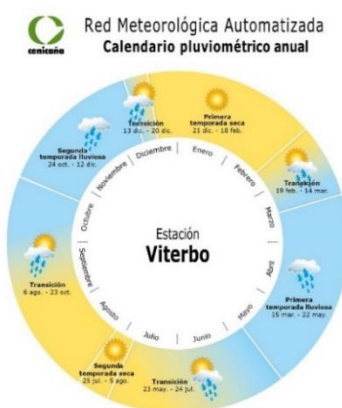 cenicaña
Red Meteorológica Automatizada
Calendario pluviométrico anual
Transición
13 dic. - 20 dic.
Primera
temporada seca
21 dic. - 18 feb.
Segunda
temporada lluviosa
24 oct. - 12 dic.
Transición
19 feb. - 14 mar.
Diciembre
Enero
Noviembre
Febrero
Octubre
Marzo
Estación
Viterbo
Septiembre
Abril
Transición
6 ago. - 23 oct.
Primera
temporada lluviosa
15 mar. - 22 may.
Agosto
Mayo
Julio
Junio
Segunda
temporada seca
25 jul. - 5 ago.
Transición
23 may. - 24 jul.